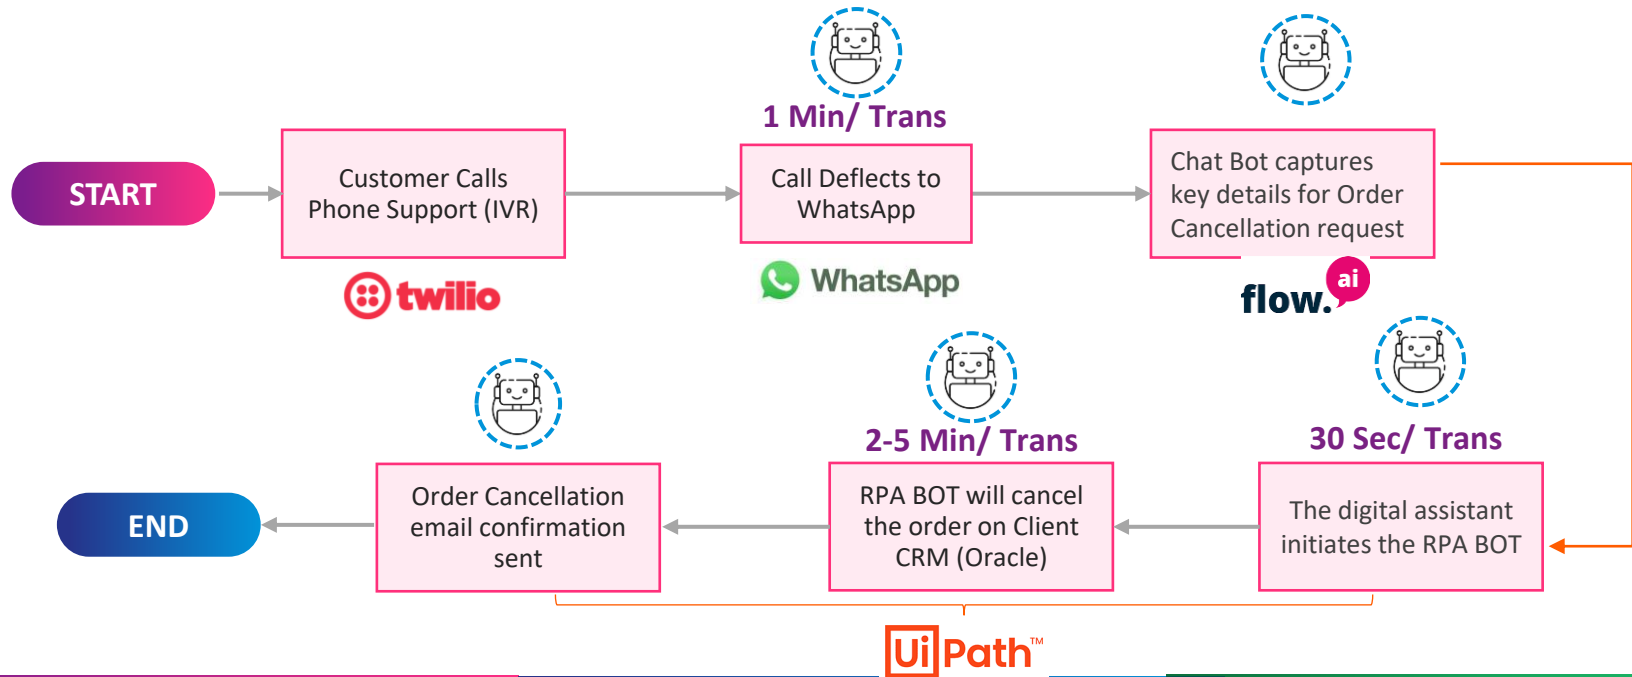 1 Min/ Trans
START
Customer Calls
Phone Support (IVR)
Call Deflects to
WhatsApp
Chat Bot captures
key details for Order
Cancellation request
twilio
WhatsApp
flow.ai
2-5 Min/ Trans
30 Sec/ Trans
END
Order Cancellation
email confirmation
sent
RPA BOT will cancel
the order on Client
CRM (Oracle)
The digital assistant
initiates the RPA BOT
UiPath™